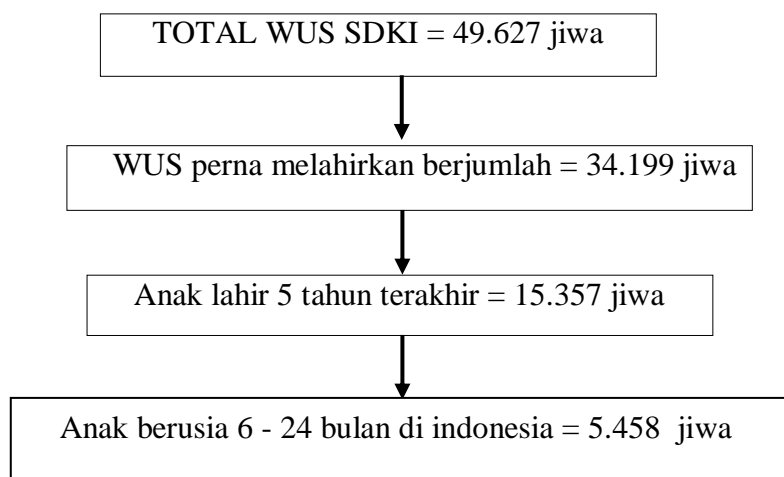 TOTAL WUS SDKI = 49.627 jiwa
WUS perna melahirkan berjumlah = 34.199 jiwa
Anak lahir 5 tahun terakhir = 15.357 jiwa
Anak berusia 6 - 24 bulan di indonesia = 5.458 jiwa